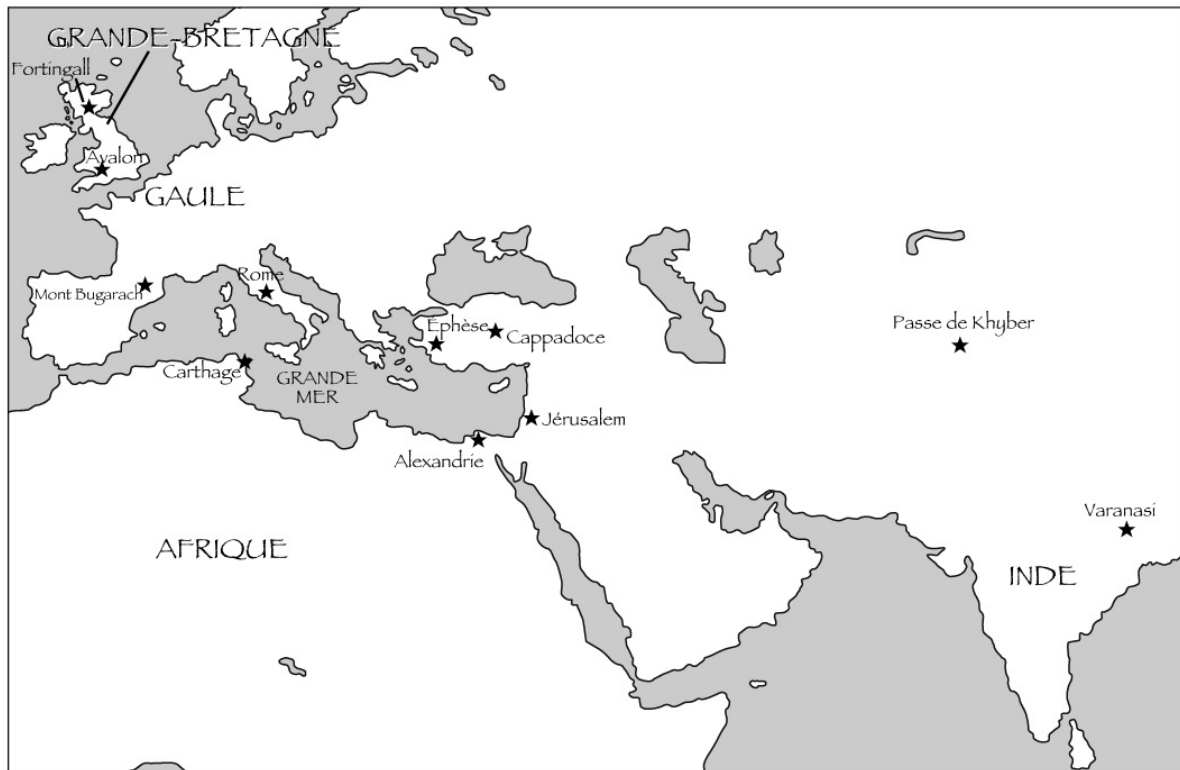 GRANDE-BRETAGNE
Fortingall
Avalon
GAULE
Mont Bugarach
Rome
Éphèse
Cappadoce
Passe de Khyber
Carthage
GRANDE
MER
Jérusalem
Alexandrie
Varanasi
AFRIQUE
INDE